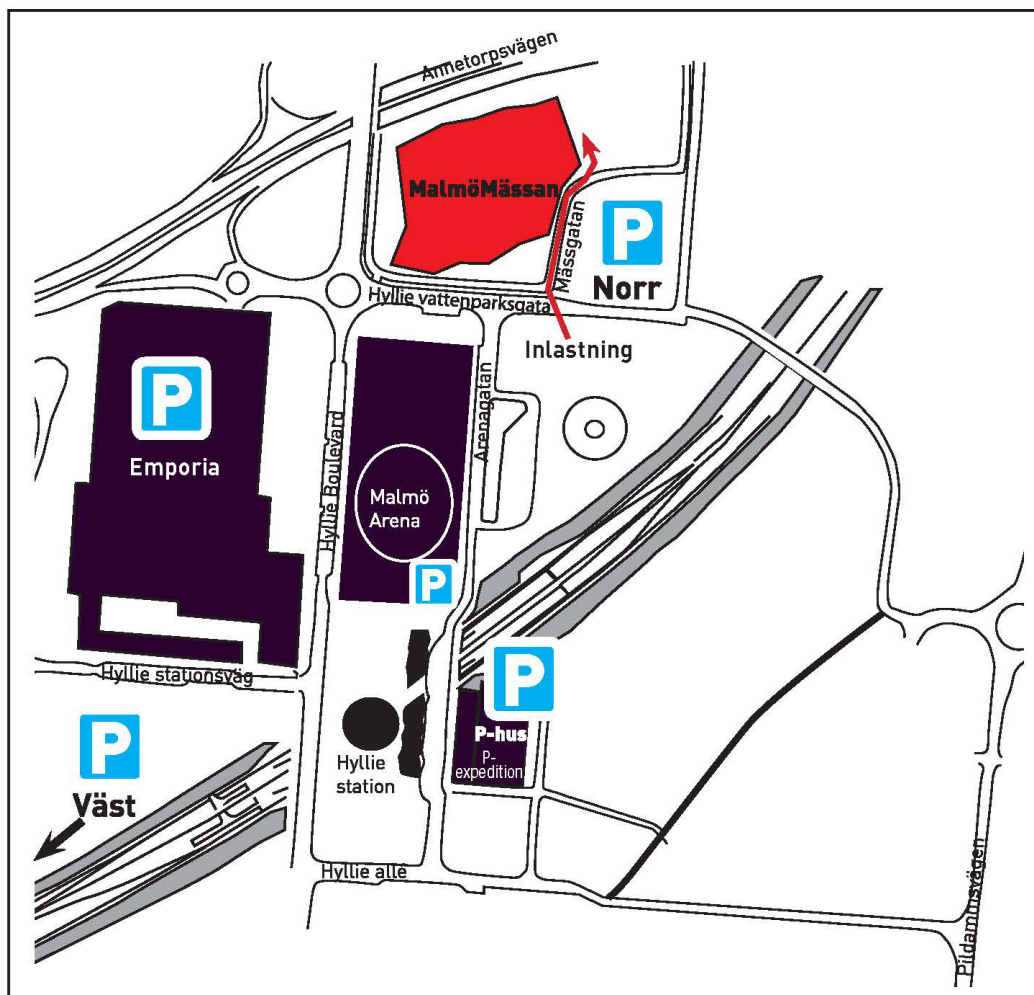 Annetorpsvägen
MalmöMässan
Mässgatan
P
Norr
Hyllie vattenparksgata
Inlastning
P
Emporia
Hyllie Boulevard
Arenagatan
Malmö
Arena
P
Hyllie stationsväg
P
Väst
P
P-hus
P-
expedition
Hyllie
station
Hyllie allé
Pildammsvägen